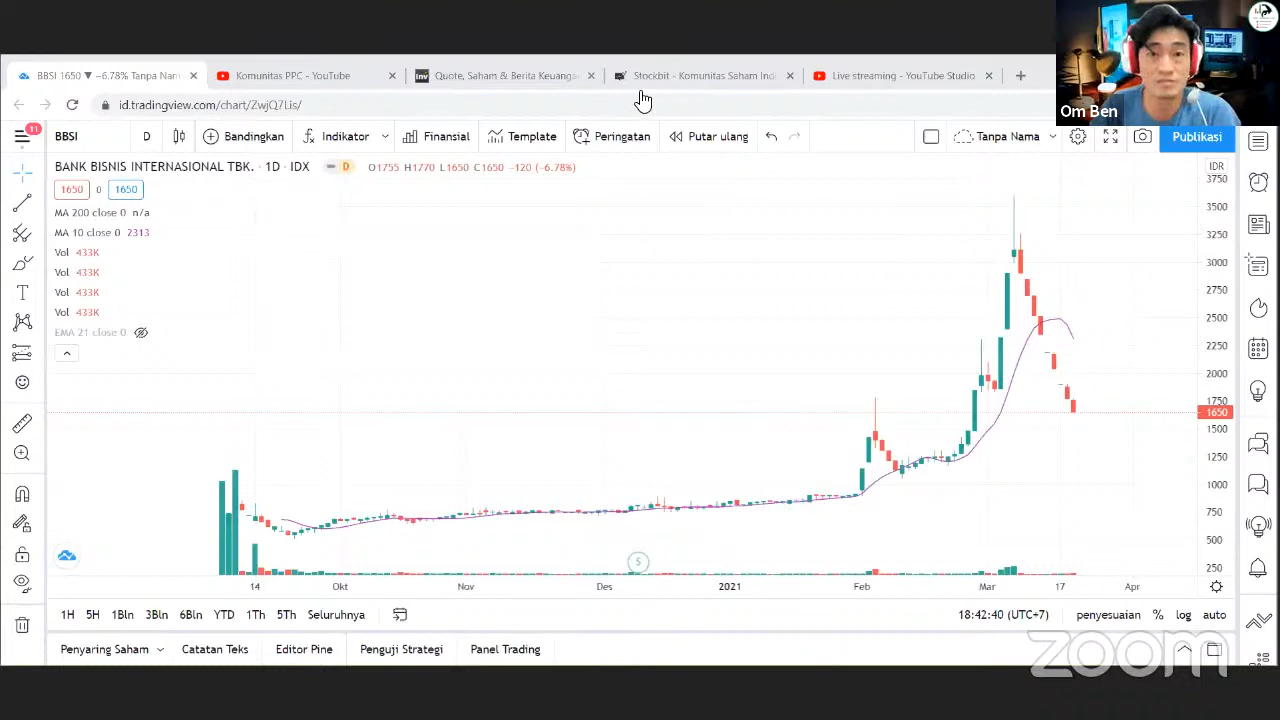 BBSI 1650 ▼ −6.78% Tanpa Nam
Komunitas PPC - YouTube
Inv Quote, Saham & Berita Keuangan
Stockbit - Komunitas Saham Ind
Live streaming - YouTube Studio
Om Ben
id.tradingview.com/chart/ZwjQ7Lis/
11
BBSI D Bandingkan Indikator Finansial Template Peringatan Putar ulang Tanpa Nama Publikasi
BANK BISNIS INTERNASIONAL TBK. · 1D · IDX D O1755 H1770 L1650 C1650 −120 (−6.78%)
IDR
1650 0 1650
MA 200 close 0 n/a
MA 10 close 0 2313
Vol 433K
Vol 433K
Vol 433K
Vol 433K
EMA 21 close 0
3750
3500
3250
3000
2750
2500
2250
2000
1750
1650
1500
1250
1000
750
500
250
S
14 Okt Nov Des 2021 Feb Mar 17 Apr
1H 5H 1Bln 3Bln 6Bln YTD 1Th 5Th Seluruhnya 18:42:40 (UTC+7) penyesuaian % log auto
Penyaring Saham Catatan Teks Editor Pine Penguji Strategi Panel Trading
zoom